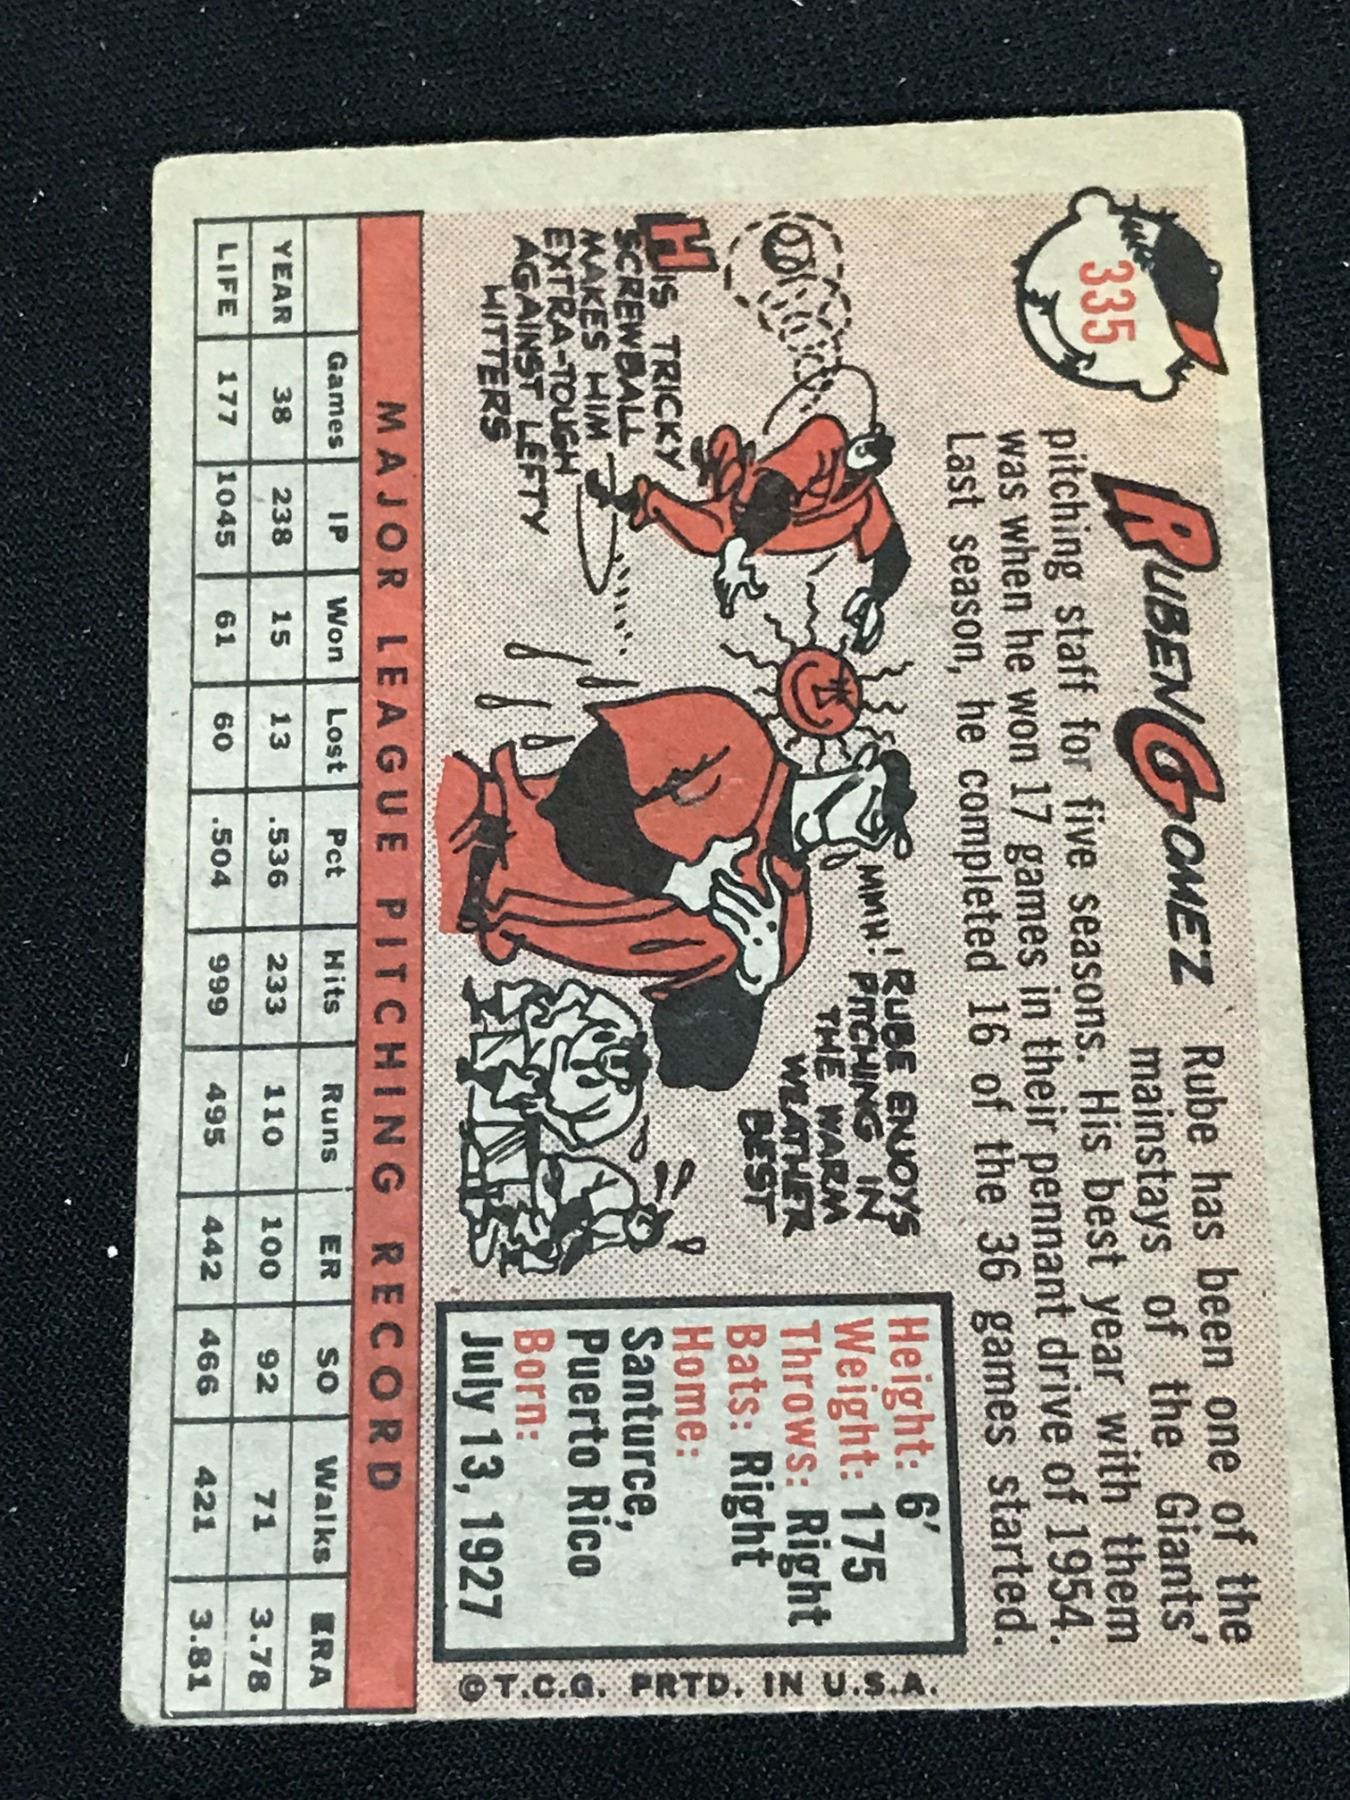 335
RUBEN GOMEZ
Rube has been one of the
mainstays of the Giants'
pitching staff for five seasons. His best year with them
was when he won 17 games in their pennant drive of 1954.
Last season, he completed 16 of the 36 games started.
HIS TRICKY
SCREWBALL
MAKES HIM
EXTRA-TOUGH
AGAINST LEFTY
HITTERS
MMM!
RUBE ENJOYS
PITCHING IN
THE WARM
WEATHER
BEST
Height: 6'
Weight: 175
Throws: Right
Bats: Right
Home:
Santurce,
Puerto Rico
Born:
July 13, 1927
© T.C.G. PRTD. IN U.S.A.
MAJOR LEAGUE PITCHING RECORD
Games IP Won Lost Pct Hits Runs ER SO Walks ERA
YEAR 38 238 15 13 .536 233 110 100 92 71 3.78
LIFE 177 1045 61 60 .504 999 495 442 466 421 3.81